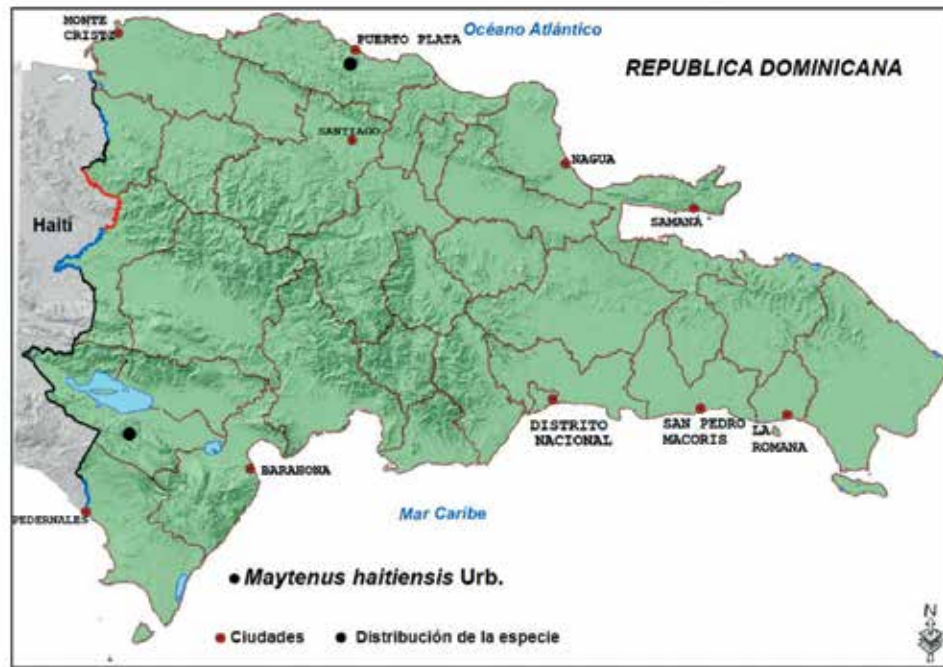 MONTE
CRISTI
PUERTO PLATA
Océano Atlántico
REPUBLICA DOMINICANA
SANTIAGO
NAGUA
SAMANÁ
Haití
DISTRITO
NACIONAL
SAN PEDRO
MACORIS
LA
ROMANA
BARAHONA
PEDERNALES
Mar Caribe
Maytenus haitiensis Urb.
Ciudades
Distribución de la especie
N